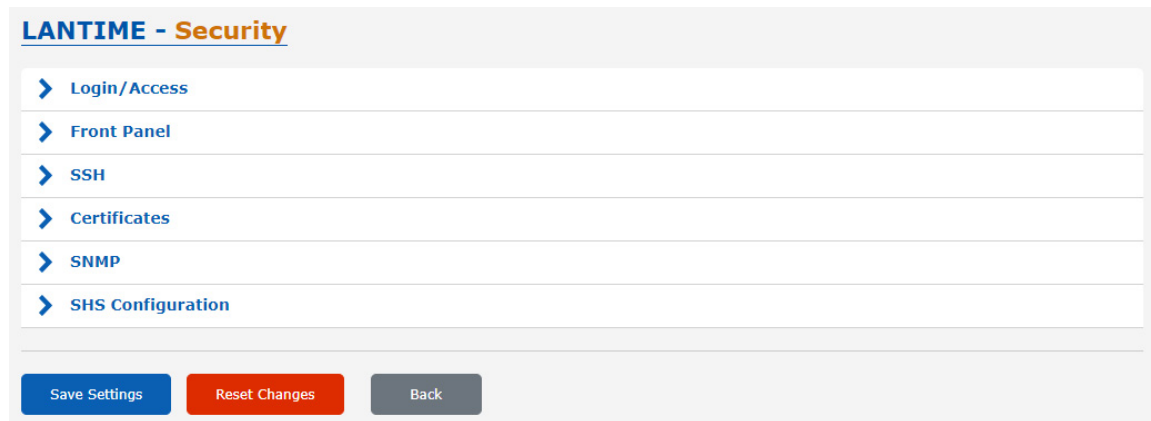 LANTIME - Security
Login/Access
Front Panel
SSH
Certificates
SNMP
SHS Configuration
Save Settings Reset Changes Back